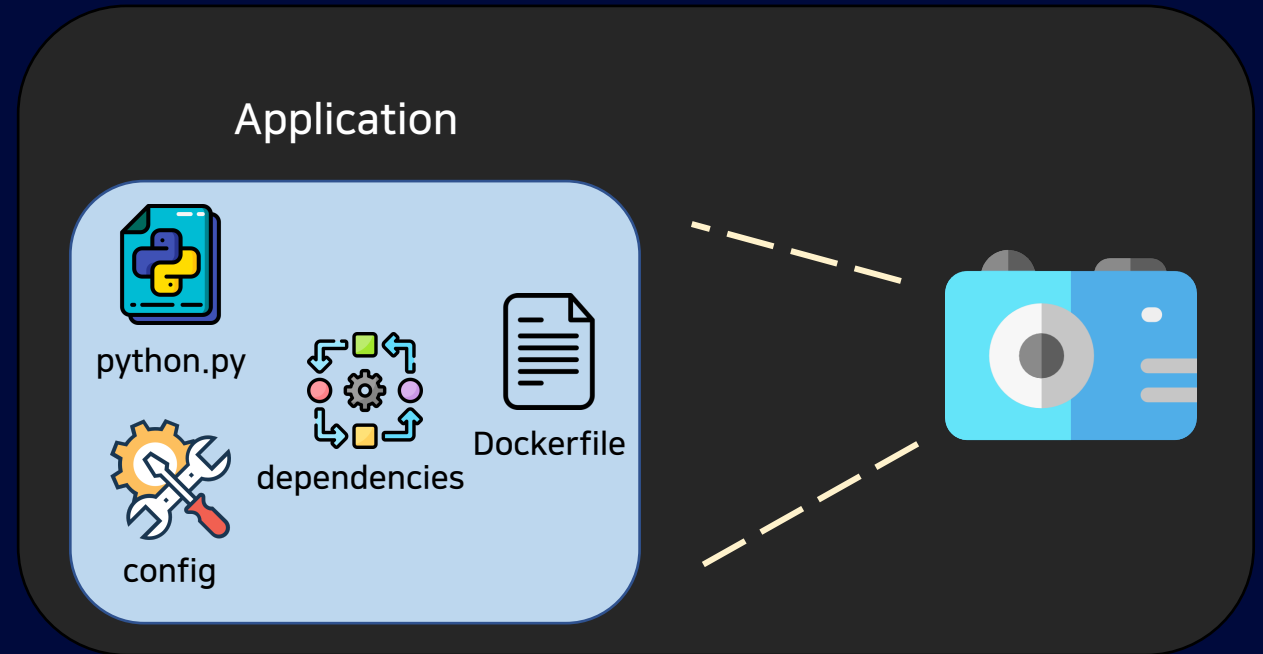 Application
python.py
dependencies
Dockerfile
config